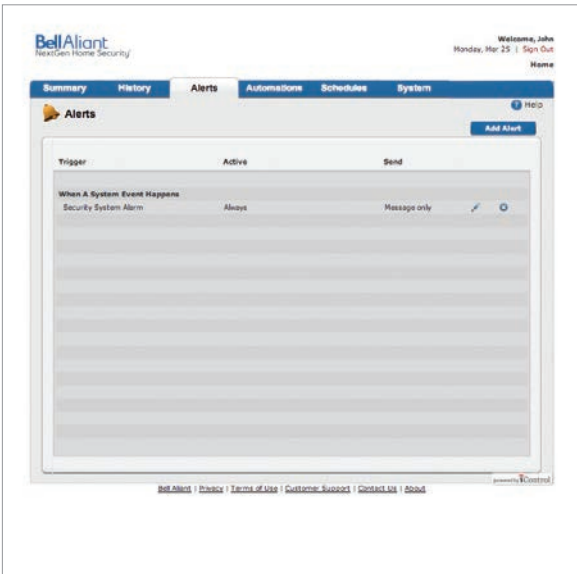 BellAliant
NextGen Home Security
Welcome, John
Monday, Mar 25 | Sign Out
Home
Summary History Alerts Automations Schedules System
Alerts
? Help
Add Alert
Trigger Active Send
When A System Event Happens
Security System Alarm Always Message only
Bell Aliant | Privacy | Terms of Use | Customer Support | Contact Us | About
powered by iControl